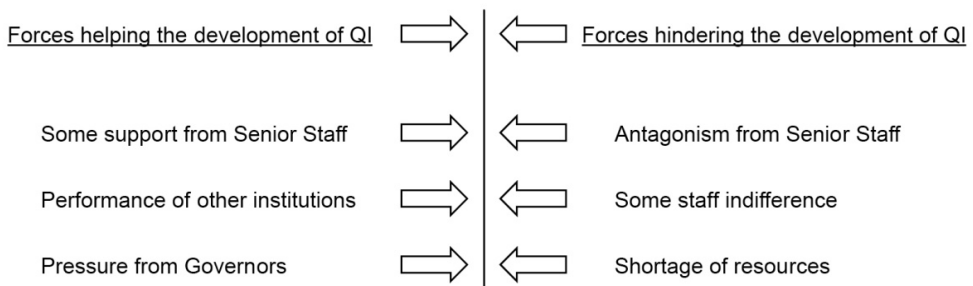 Forces helping the development of QI
Forces hindering the development of QI
Some support from Senior Staff
Antagonism from Senior Staff
Performance of other institutions
Some staff indifference
Pressure from Governors
Shortage of resources